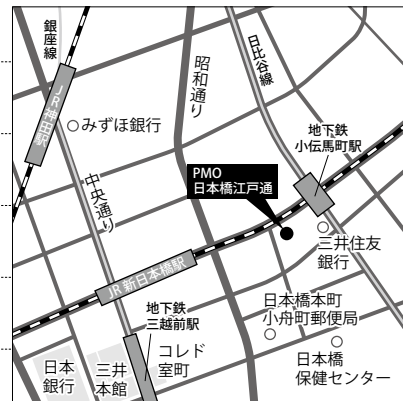 銀座線
JR神田駅
みずほ銀行
昭和通り
日比谷線
中央通り
地下鉄
小伝馬町駅
PMO
日本橋江戸通
三井住友
銀行
JR 新日本橋駅
地下鉄
三越前駅
日本橋本町
小舟町郵便局
コレド
室町
日本
銀行
三井
本館
日本橋
保健センター